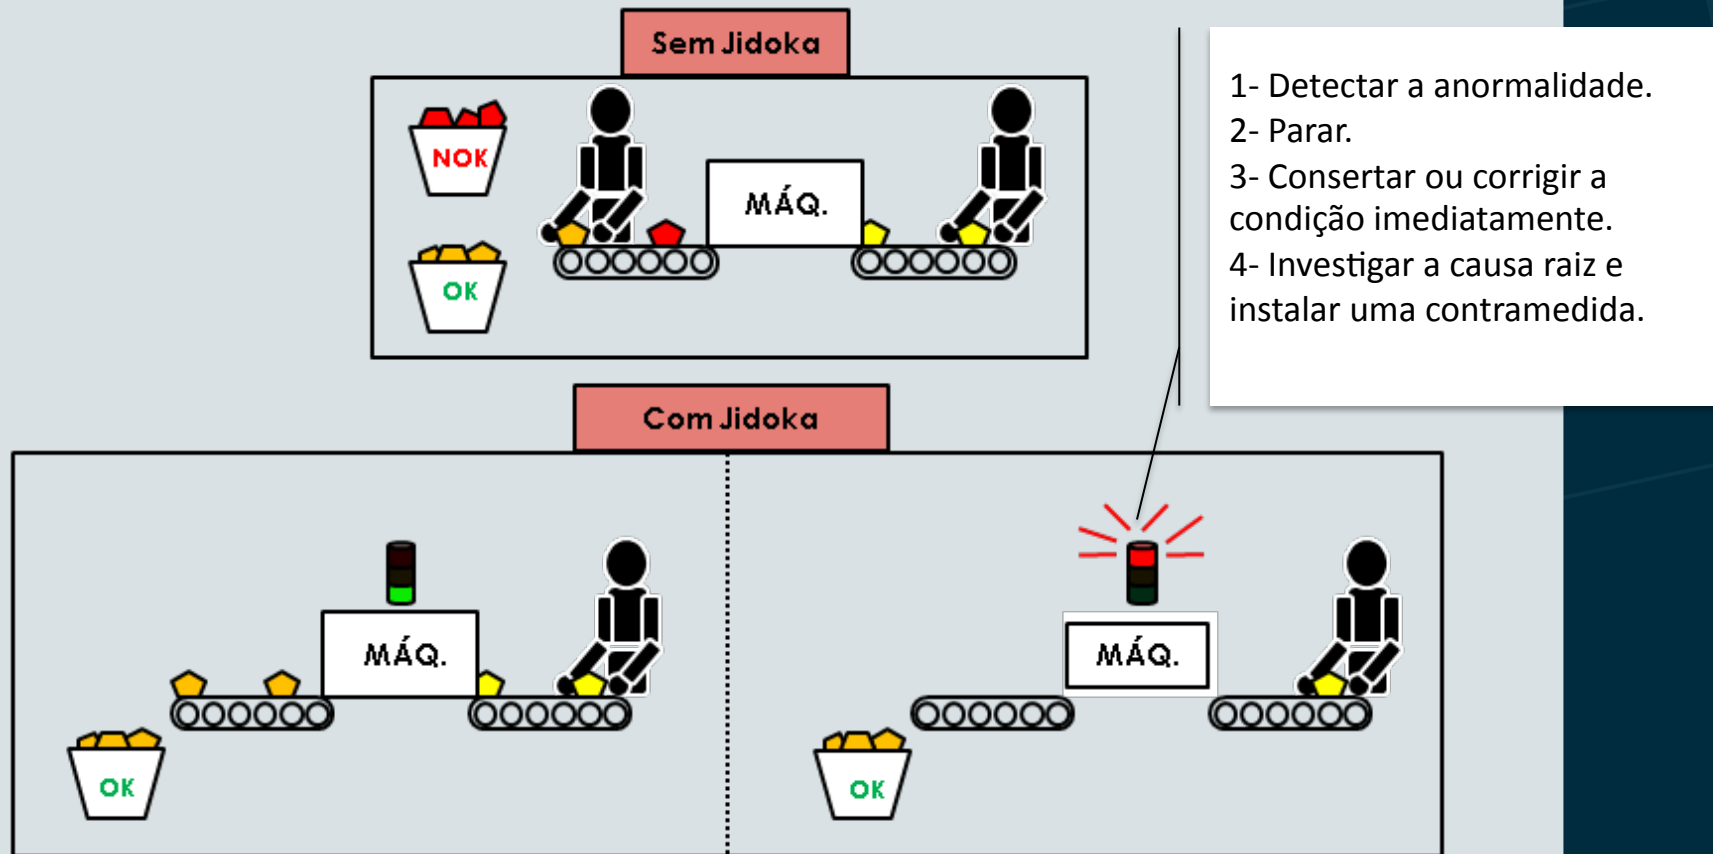 Sem Jidoka
NOK
OK
MÁQ.
1- Detectar a anormalidade.
2- Parar.
3- Consertar ou corrigir a
condição imediatamente.
4- Investigar a causa raiz e
instalar uma contramedida.
Com Jidoka
MÁQ.
OK
MÁQ.
OK